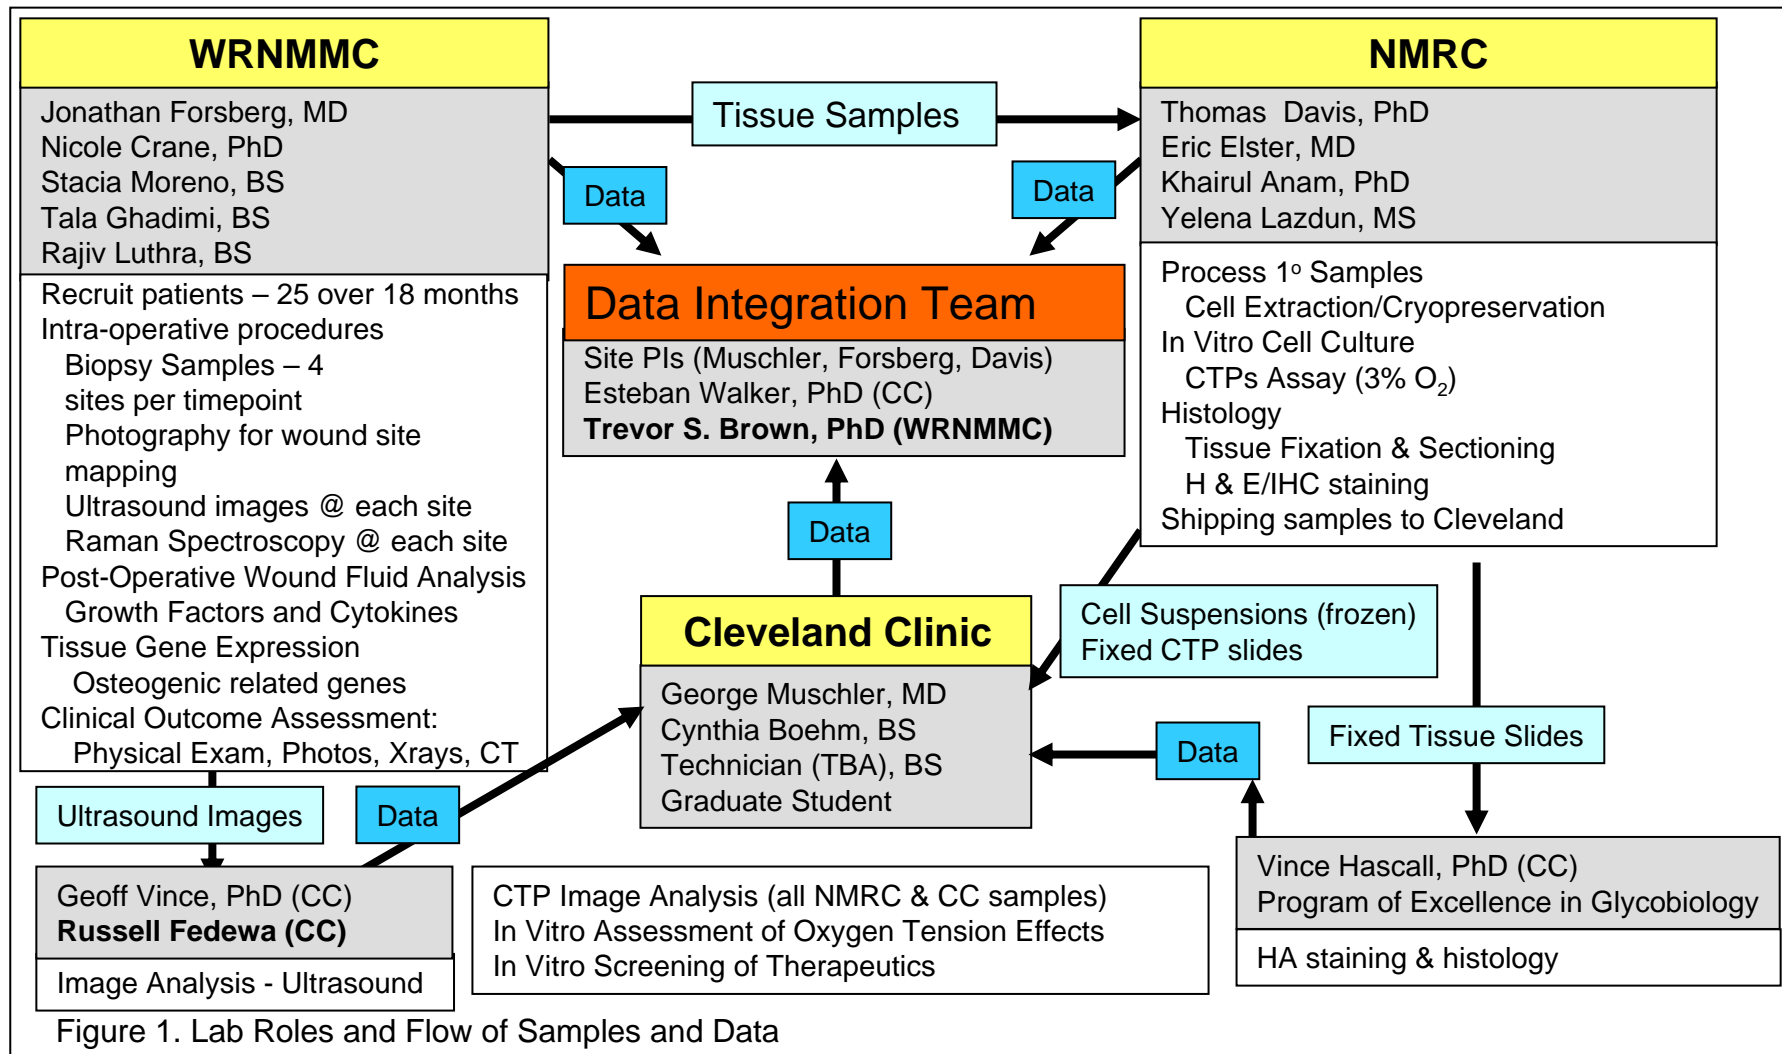 WRNMMC
Jonathan Forsberg, MD
Nicole Crane, PhD
Stacia Moreno, BS
Tala Ghadimi, BS
Rajiv Luthra, BS
Recruit patients – 25 over 18 months
Intra-operative procedures
Biopsy Samples – 4
sites per timepoint
Photography for wound site
mapping
Ultrasound images @ each site
Raman Spectroscopy @ each site
Post-Operative Wound Fluid Analysis
Growth Factors and Cytokines
Tissue Gene Expression
Osteogenic related genes
Clinical Outcome Assessment:
Physical Exam, Photos, Xrays, CT
Tissue Samples
Data
Data
NMRC
Thomas  Davis, PhD
Eric Elster, MD
Khairul Anam, PhD
Yelena Lazdun, MS
Process 1º Samples
Cell Extraction/Cryopreservation
In Vitro Cell Culture
CTPs Assay (3% O₂)
Histology
Tissue Fixation & Sectioning
H & E/IHC staining
Shipping samples to Cleveland
Data Integration Team
Site PIs (Muschler, Forsberg, Davis)
Esteban Walker, PhD (CC)
Trevor S. Brown, PhD (WRNMMC)
Data
Cleveland Clinic
George Muschler, MD
Cynthia Boehm, BS
Technician (TBA), BS
Graduate Student
Cell Suspensions (frozen)
Fixed CTP slides
Data
Fixed Tissue Slides
Ultrasound Images
Data
Geoff Vince, PhD (CC)
Russell Fedewa (CC)
Image Analysis - Ultrasound
CTP Image Analysis (all NMRC & CC samples)
In Vitro Assessment of Oxygen Tension Effects
In Vitro Screening of Therapeutics
Vince Hascall, PhD (CC)
Program of Excellence in Glycobiology
HA staining & histology
Figure 1. Lab Roles and Flow of Samples and Data